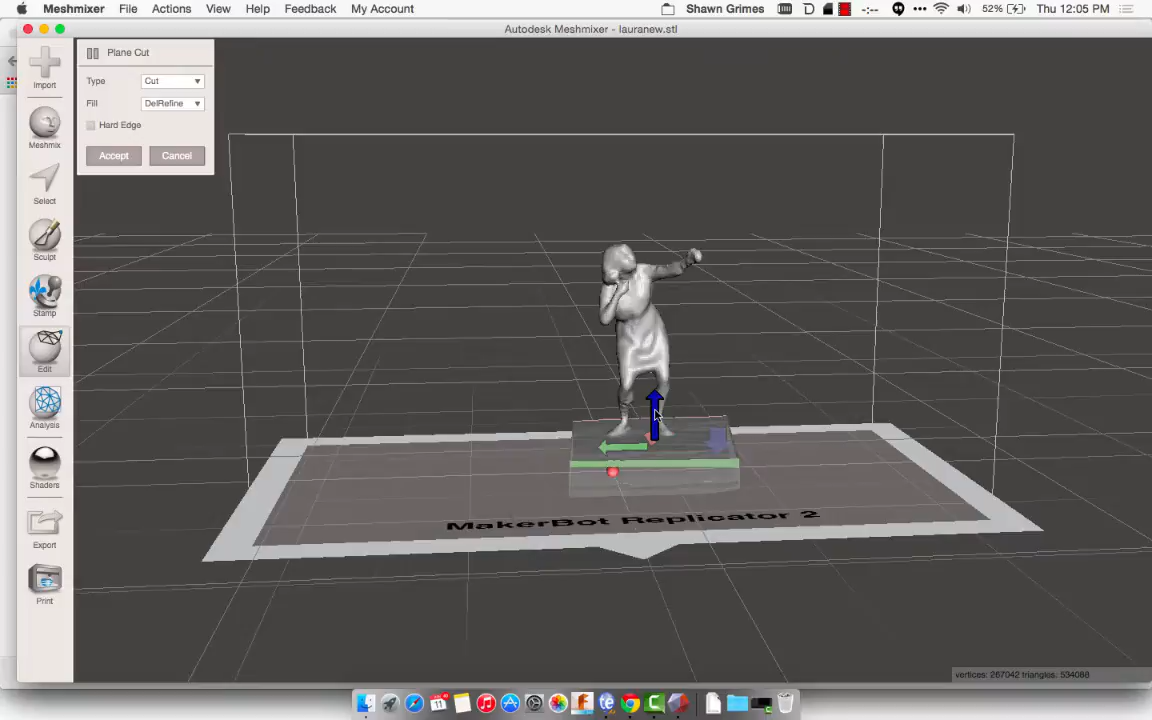 Meshmixer File Actions View Help Feedback My Account Shawn Grimes 52% Thu 12:05 PM
Autodesk Meshmixer - lauranew.stl
Import
Meshmix
Select
Sculpt
Stamp
Edit
Analysis
Shaders
Export
Print
Plane Cut
Type Cut
Fill DelRefine
Hard Edge
Accept Cancel
MakerBot Replicator 2
vertices: 267042 triangles: 534088